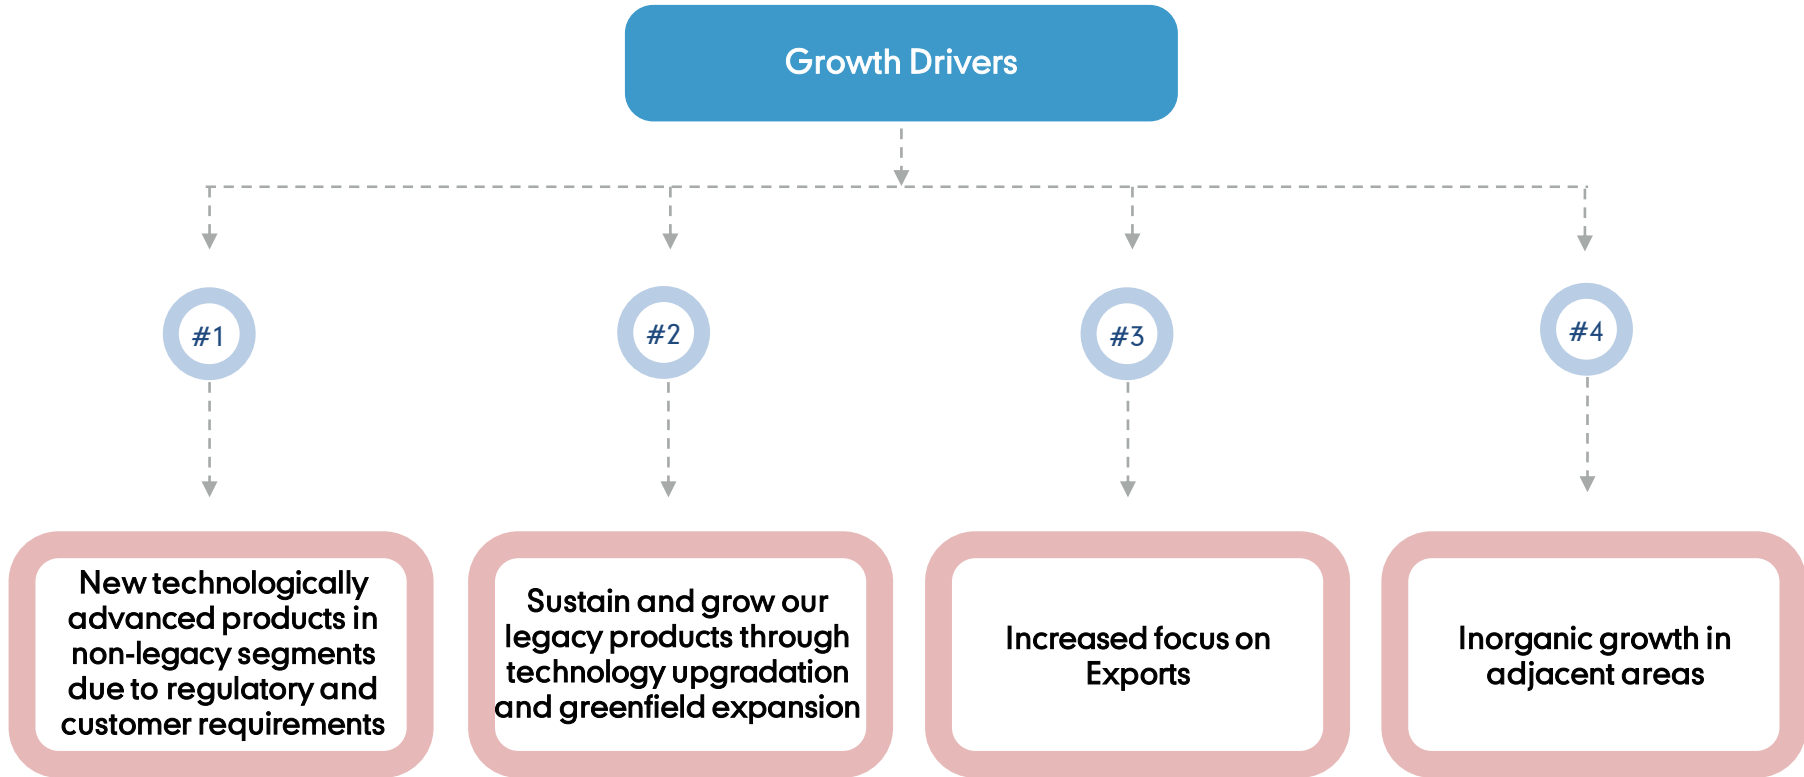 Growth Drivers
#1
#2
#3
#4
New technologically
advanced products in
non-legacy segments
due to regulatory and
customer requirements
Sustain and grow our
legacy products through
technology upgradation
and greenfield expansion
Increased focus on
Exports
Inorganic growth in
adjacent areas